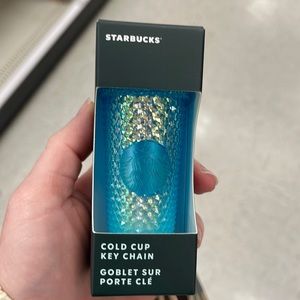 STARBUCKS®
COLD CUP
KEY CHAIN
GOBLET SUR
PORTE CLÉ